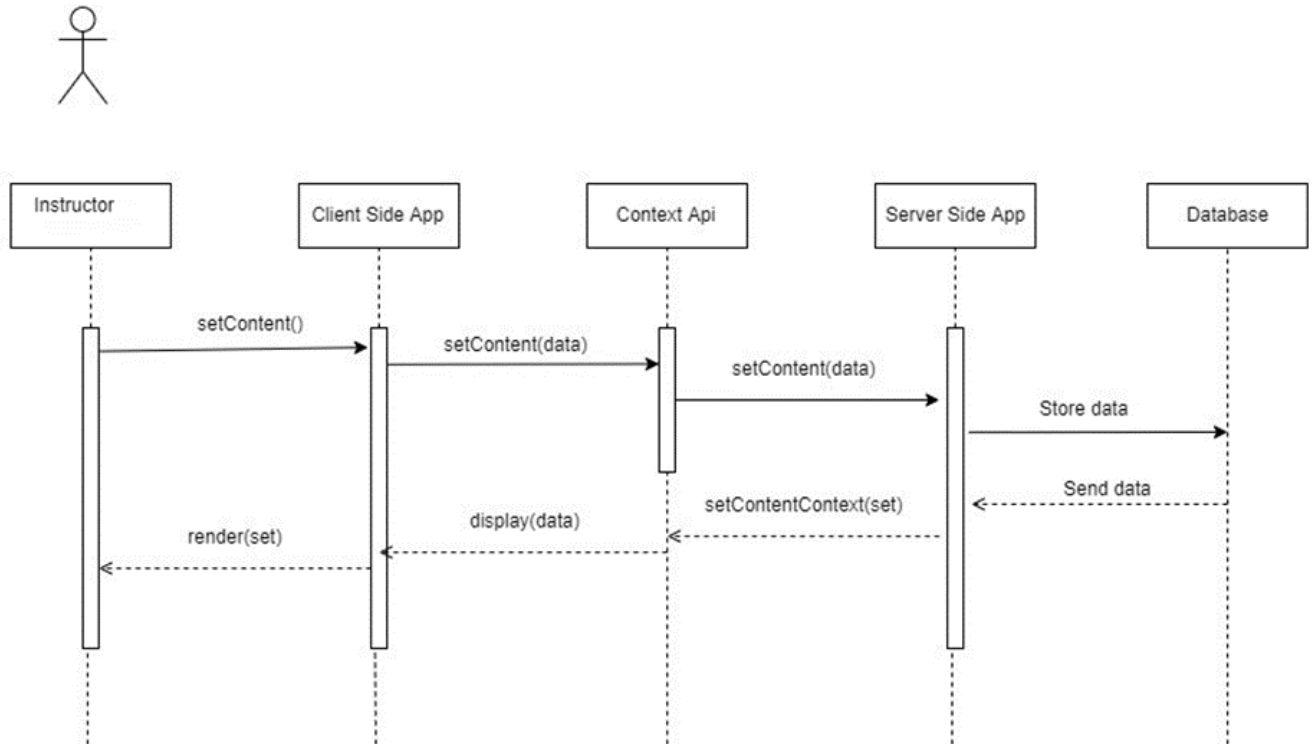 Instructor
Client Side App
Context Api
Server Side App
Database
setContent()
setContent(data)
setContent(data)
Store data
Send data
setContentContext(set)
display(data)
render(set)